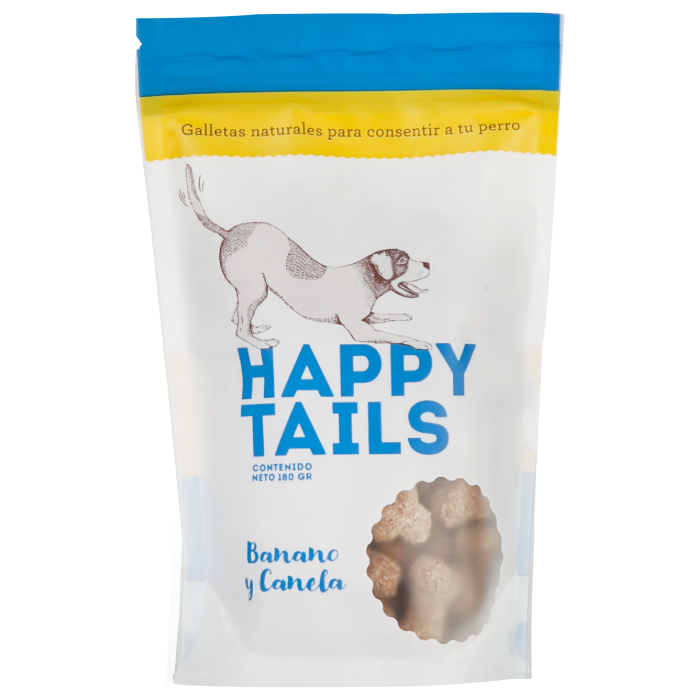 Galletas naturales para consentir a tu perro
HAPPY
TAILS
CONTENIDO
NETO 180 GR
Banano
y Canela